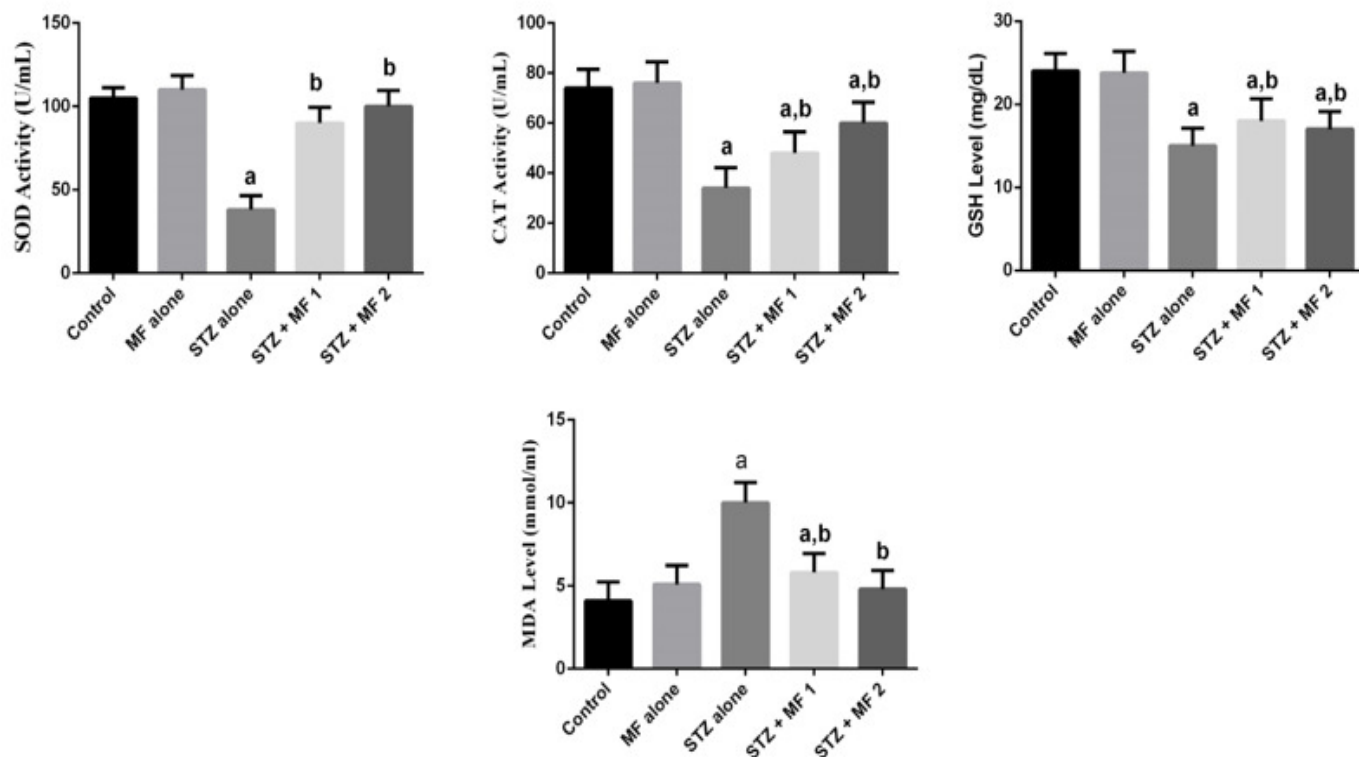 SOD Activity (U/mL)
150
100
50
0
a
b
b
Control
MF alone
STZ alone
STZ + MF 1
STZ + MF 2
CAT Activity (U/mL)
100
80
60
40
20
0
a
a,b
a,b
Control
MF alone
STZ alone
STZ + MF 1
STZ + MF 2
GSH Level (mg/dL)
30
20
10
0
a
a,b
a,b
Control
MF alone
STZ alone
STZ + MF 1
STZ + MF 2
MDA Level (mmol/ml)
15
10
5
0
a
a,b
b
Control
MF alone
STZ alone
STZ + MF 1
STZ + MF 2